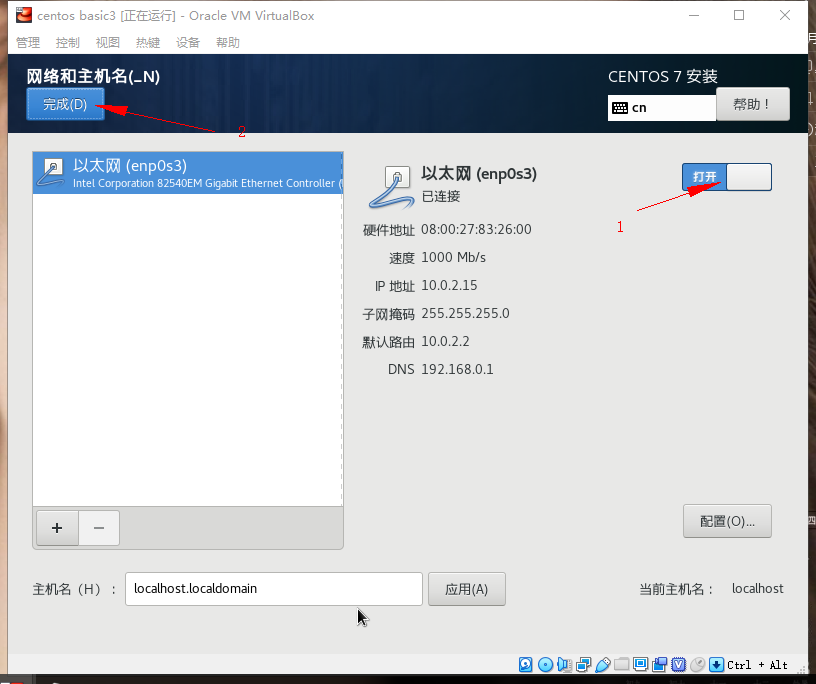 centos basic3 [正在运行] - Oracle VM VirtualBox
管理 控制 视图 热键 设备 帮助
网络和主机名(_N)
CENTOS 7 安装
完成(D)
cn
帮助！
2
以太网 (enp0s3)
Intel Corporation 82540EM Gigabit Ethernet Controller (
以太网 (enp0s3)
已连接
打开
1
硬件地址 08:00:27:83:26:00
速度 1000 Mb/s
IP 地址 10.0.2.15
子网掩码 255.255.255.0
默认路由 10.0.2.2
DNS 192.168.0.1
+ −
配置(O)...
主机名（H）： localhost.localdomain 应用(A) 当前主机名： localhost
Ctrl + Alt